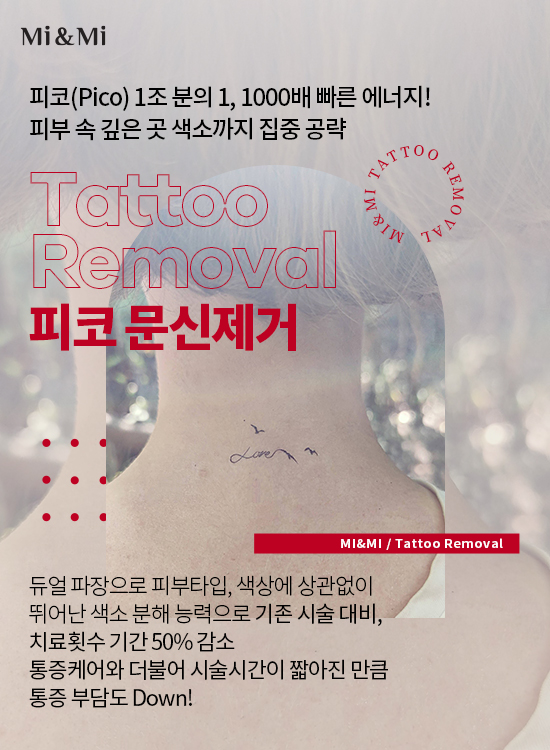 Mi&Mi
피코(Pico) 1조 분의 1, 1000배 빠른 에너지!
피부 속 깊은 곳 색소까지 집중 공략
MI&MI TATTOO REMOVAL
Tattoo
Removal
피코 문신제거
Love
MI&MI / Tattoo Removal
듀얼 파장으로 피부타입, 색상에 상관없이
뛰어난 색소 분해 능력으로 기존 시술 대비,
치료횟수 기간 50% 감소
통증케어와 더불어 시술시간이 짧아진 만큼
통증 부담도 Down!